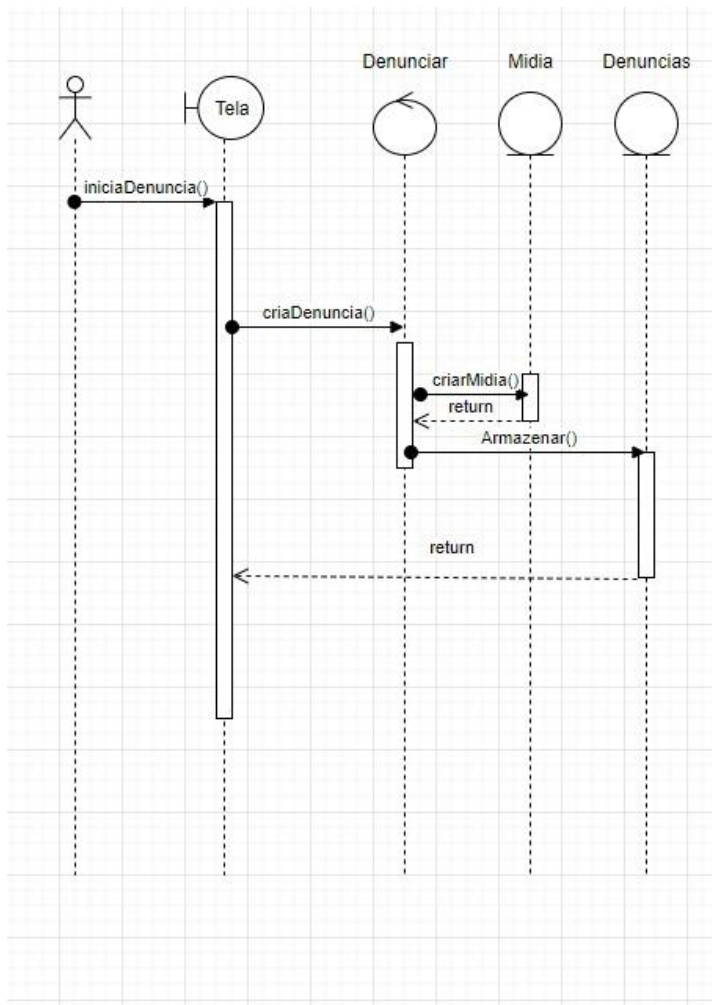 Denunciar Midia Denuncias
Tela
iniciaDenuncia()
criaDenuncia()
criarMidia()
return
Armazenar()
return